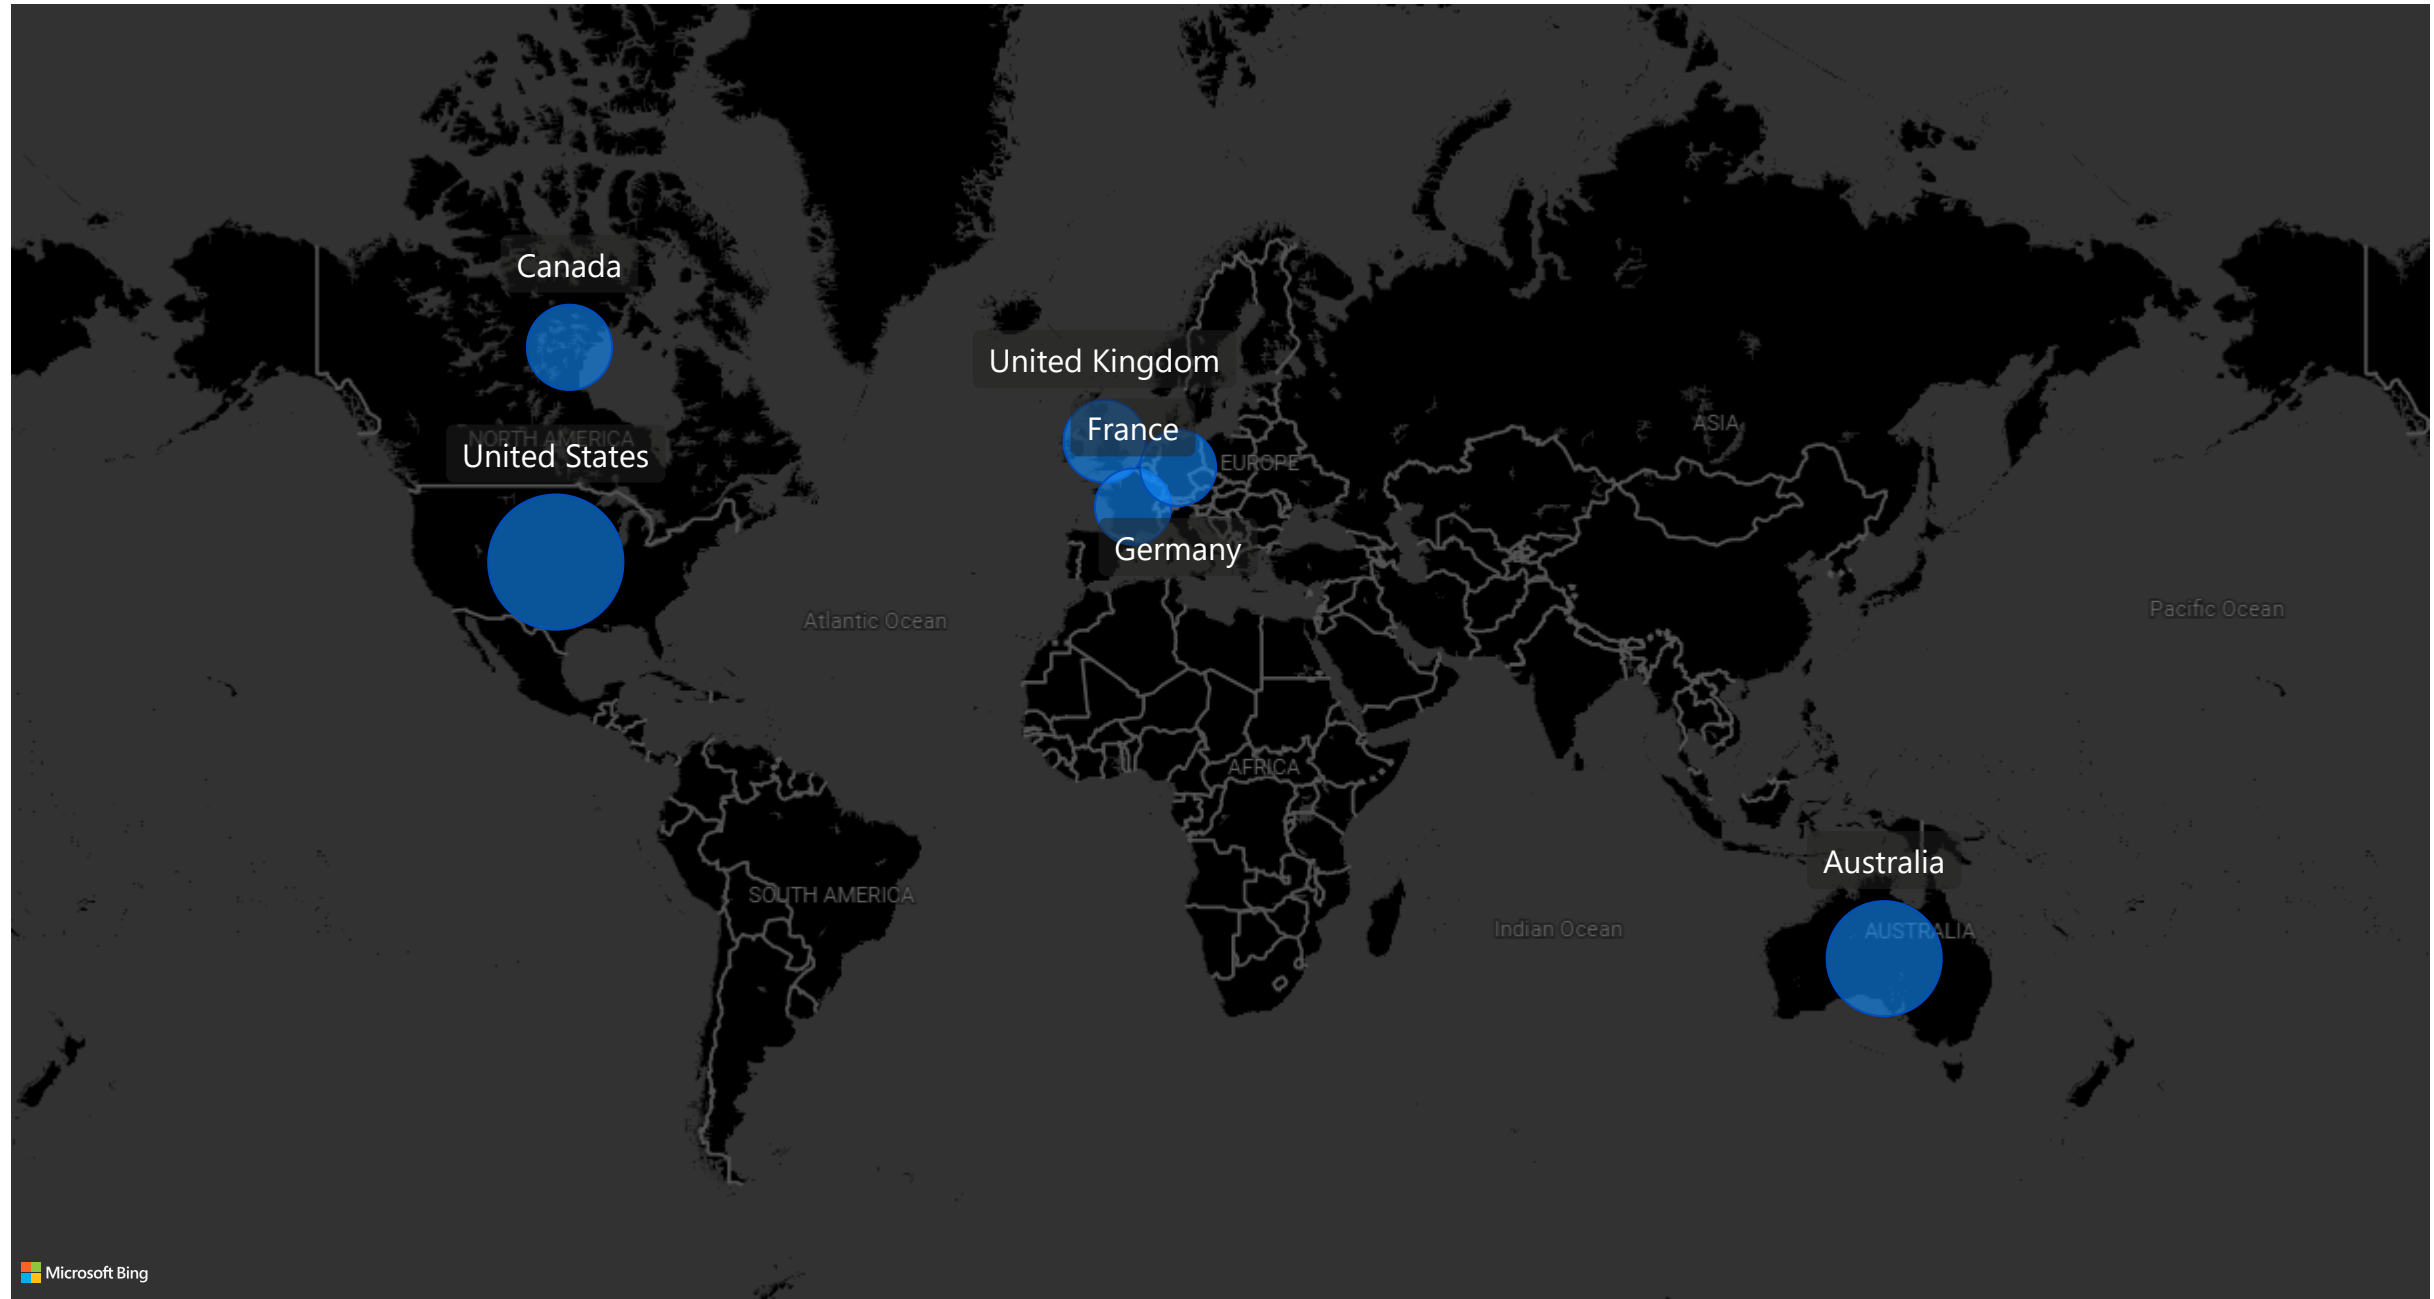 Canada
United Kingdom
ASIA
France
NORTH AMERICA
United States
EUROPE
Germany
Atlantic Ocean
Pacific Ocean
AFRICA
Australia
SOUTH AMERICA
Indian Ocean
AUSTRALIA
Microsoft Bing